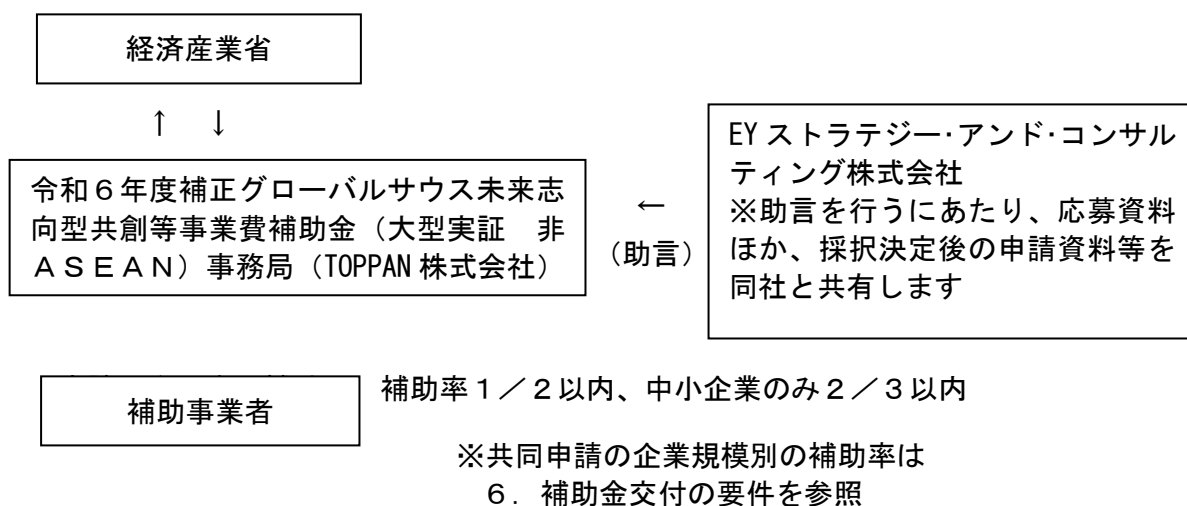 経済産業省
↑ ↓
令和６年度補正グローバルサウス未来志
向型共創等事業費補助金（大型実証　非
ＡＳＥＡＮ）事務局（TOPPAN 株式会社）
←
（助言）
EY ストラテジー･アンド･コンサル
ティング株式会社
※助言を行うにあたり、応募資料
ほか、採択決定後の申請資料等を
同社と共有します
補助事業者
補助率１／２以内、中小企業のみ２／３以内
※共同申請の企業規模別の補助率は
６．補助金交付の要件を参照